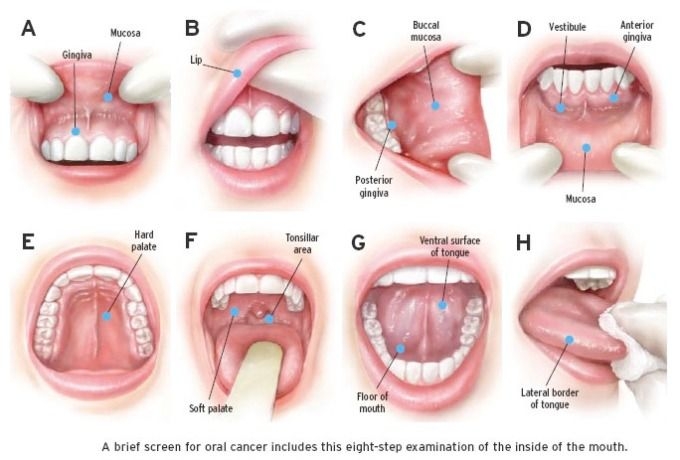 A
Mucosa
Gingiva
B
Lip
C
Buccal
mucosa
Posterior
gingiva
D
Vestibule
Anterior
gingiva
Mucosa
E
Hard
palate
F
Tonsillar
area
Soft palate
G
Ventral surface
of tongue
Floor of
mouth
H
Lateral border
of tongue
A brief screen for oral cancer includes this eight-step examination of the inside of the mouth.